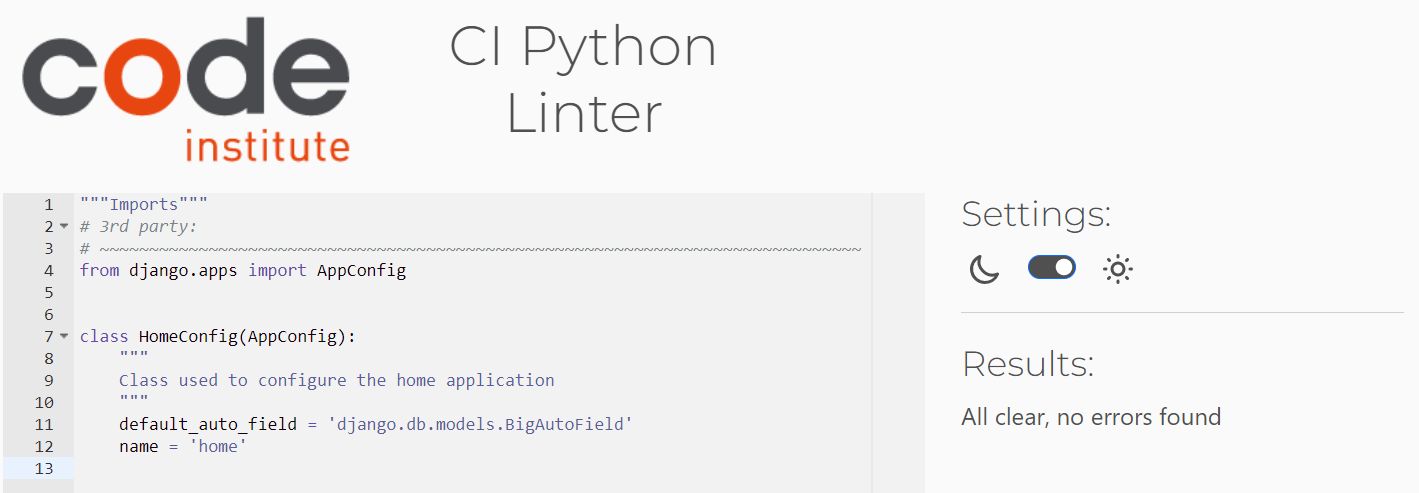 code
institute
CI Python
Linter
1 """Imports"""
2 # 3rd party:
3 # ~~~~~~~~~~~~~~~~~~~~~~~~~~~~~~~~~~~~~~~~~~~~~~~~~~~~~~~~~~~~~~~~~~~~~~~~~~~~~
4 from django.apps import AppConfig
5
6
7 class HomeConfig(AppConfig):
8     """
9     Class used to configure the home application
10     """
11     default_auto_field = 'django.db.models.BigAutoField'
12     name = 'home'
13
Settings:
Results:
All clear, no errors found